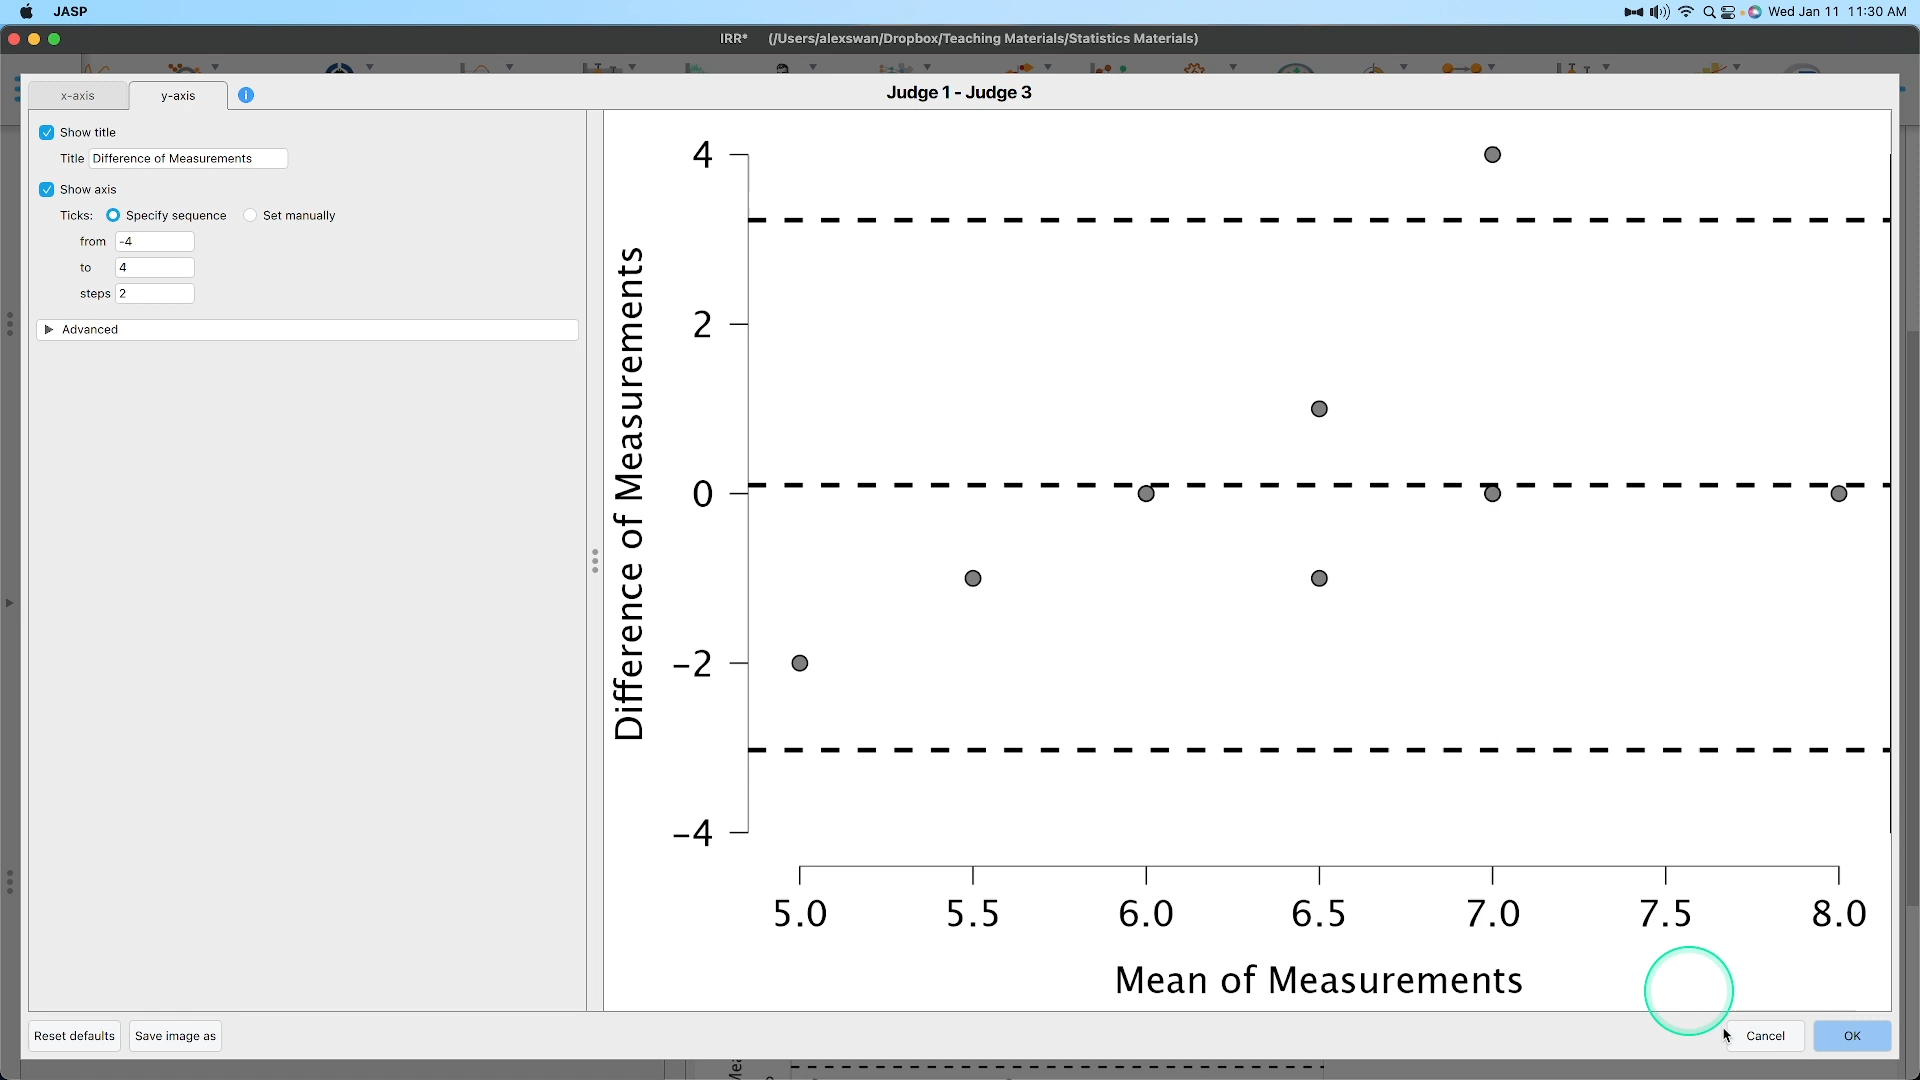 JASP
Wed Jan 11 11:30 AM
IRR* (/Users/alexswan/Dropbox/Teaching Materials/Statistics Materials)
x-axis
y-axis
i
Judge 1 - Judge 3
Show title
Title Difference of Measurements
Show axis
Ticks: Specify sequence Set manually
from -4
to 4
steps 2
Advanced
Difference of Measurements
4
2
0
−2
−4
5.0 5.5 6.0 6.5 7.0 7.5 8.0
Mean of Measurements
Reset defaults
Save image as
Cancel
OK